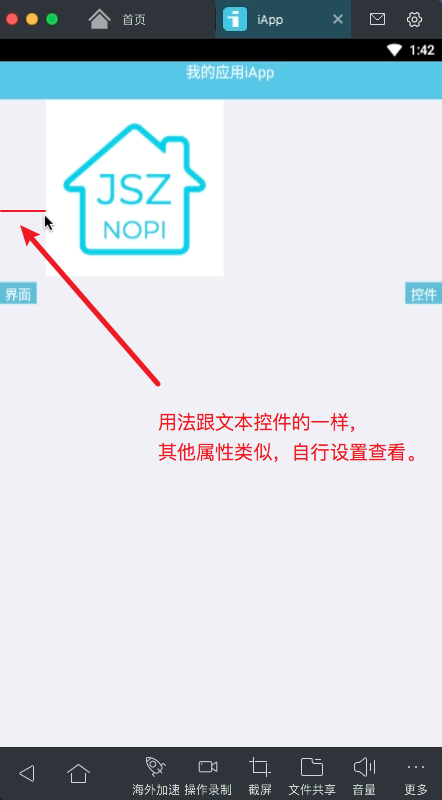 首页
iApp
1:42
我的应用iApp
JSZ
NOPI
界面
控件
用法跟文本控件的一样,
其他属性类似，自行设置查看。
海外加速
操作录制
截屏
文件共享
音量
更多